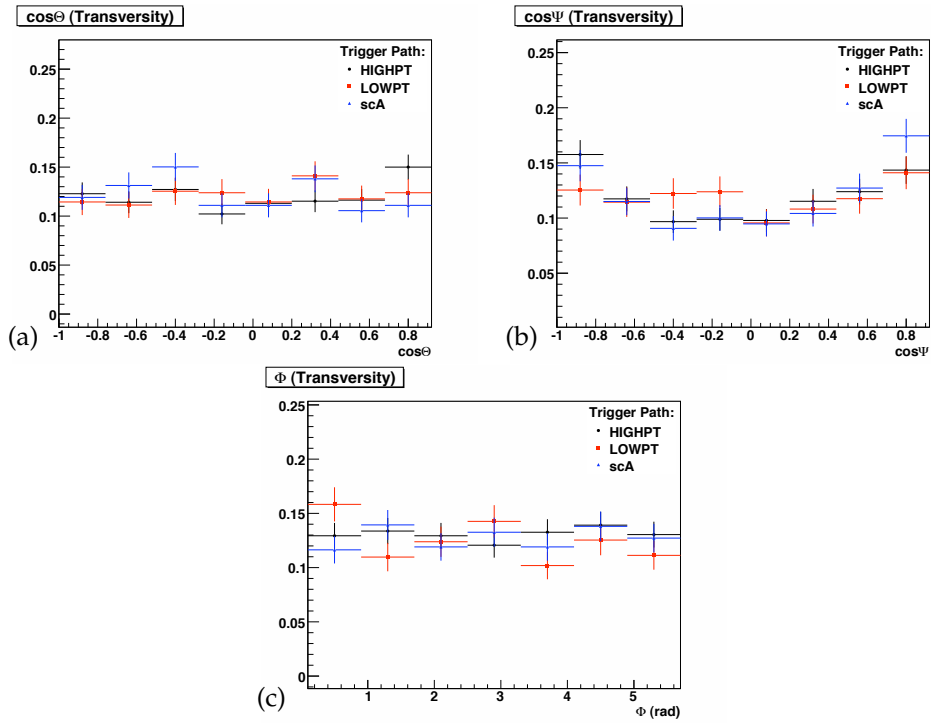 cosΘ (Transversity)
0.25
0.2
0.15
0.1
0.05
0
Trigger Path:
HIGHPT
LOWPT
scA
-1 -0.8 -0.6 -0.4 -0.2 0 0.2 0.4 0.6 0.8
cosΘ
(a)
cosΨ (Transversity)
0.25
0.2
0.15
0.1
0.05
Trigger Path:
HIGHPT
LOWPT
scA
-1 -0.8 -0.6 -0.4 -0.2 0 0.2 0.4 0.6 0.8
cosΨ
(b)
Φ (Transversity)
0.25
0.2
0.15
0.1
0.05
0
Trigger Path:
HIGHPT
LOWPT
scA
1 2 3 4 5
Φ (rad)
(c)